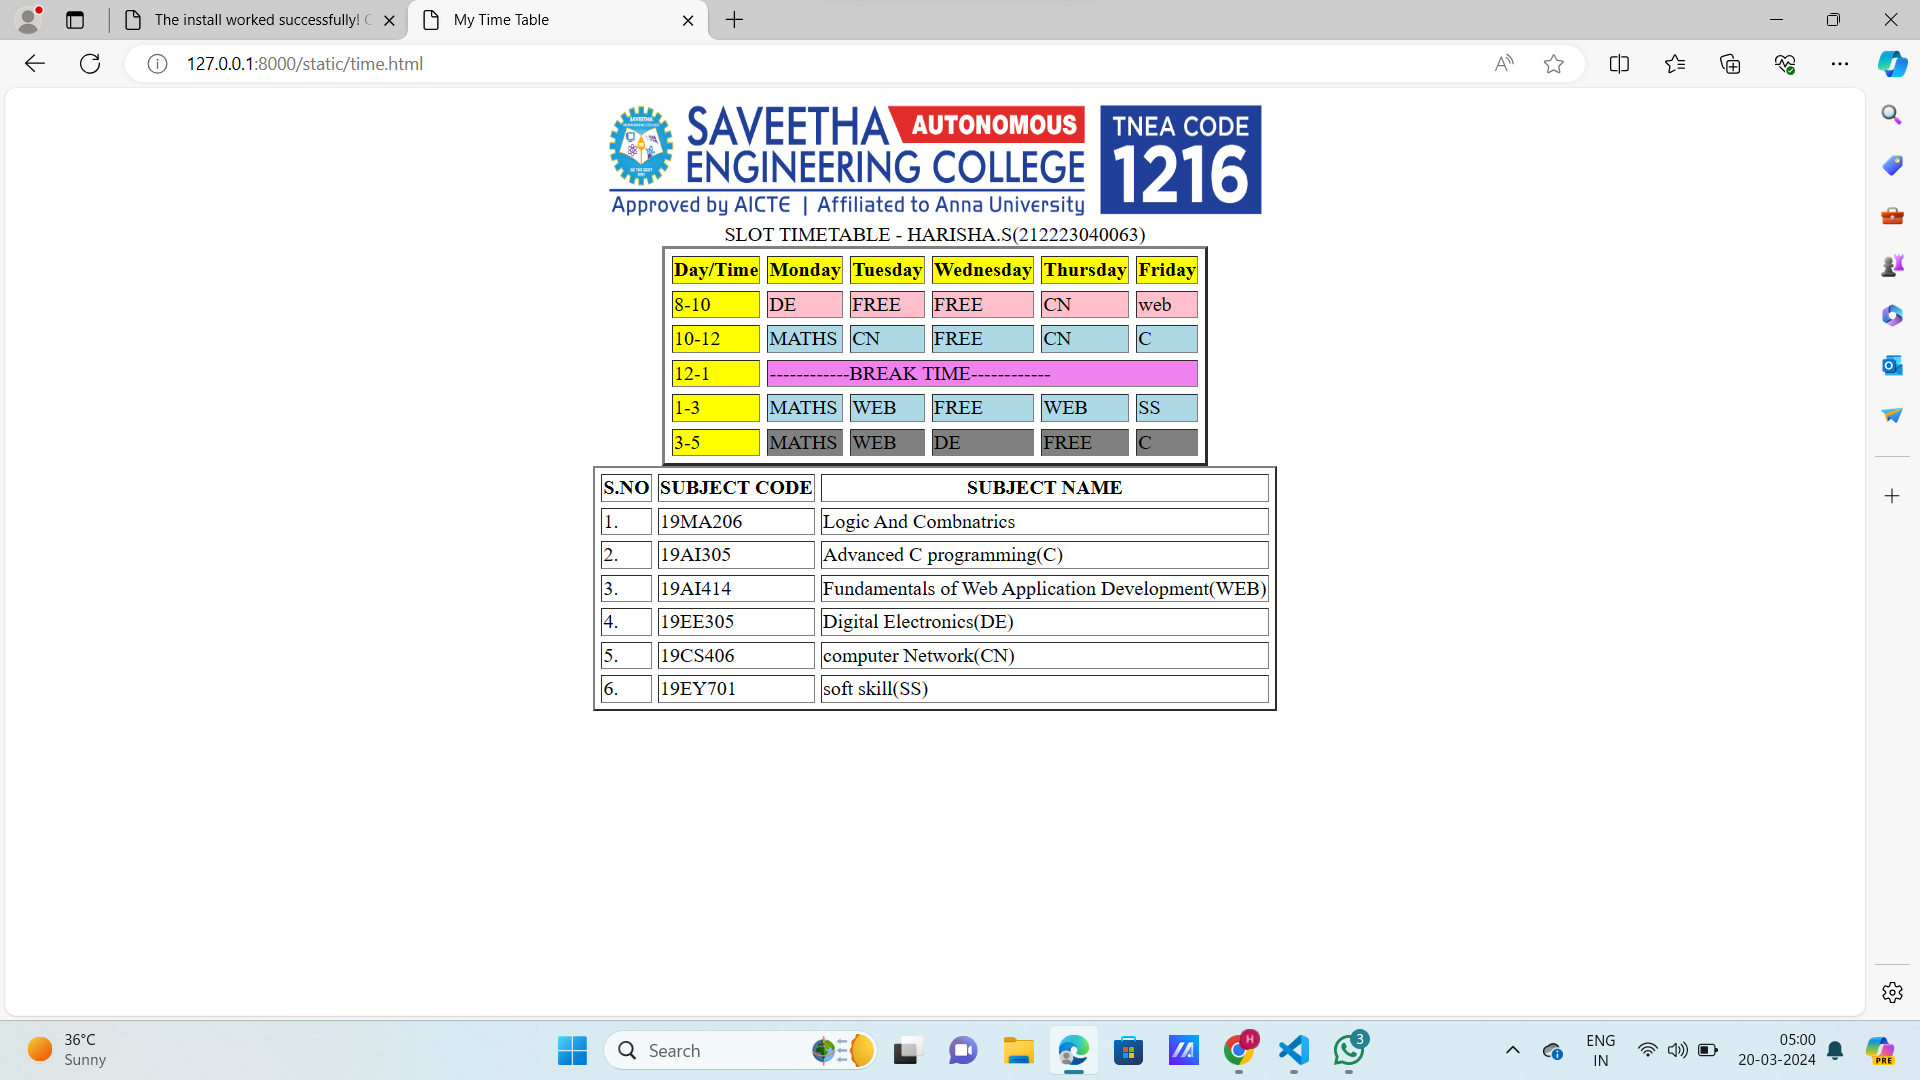 The install worked successfully! C
My Time Table
127.0.0.1:8000/static/time.html
SAVEETHA AUTONOMOUS
ENGINEERING COLLEGE
Approved by AICTE | Affiliated to Anna University
TNEA CODE
1216
SLOT TIMETABLE - HARISHA.S(212223040063)
Day/Time Monday Tuesday Wednesday Thursday Friday
8-10 DE FREE FREE CN web
10-12 MATHS CN FREE CN C
12-1 ------------BREAK TIME------------
1-3 MATHS WEB FREE WEB SS
3-5 MATHS WEB DE FREE C
S.NO SUBJECT CODE SUBJECT NAME
1. 19MA206 Logic And Combnatrics
2. 19AI305 Advanced C programming(C)
3. 19AI414 Fundamentals of Web Application Development(WEB)
4. 19EE305 Digital Electronics(DE)
5. 19CS406 computer Network(CN)
6. 19EY701 soft skill(SS)
36°C
Sunny
Search
H
3
ENG
IN
05:00
20-03-2024
PRE